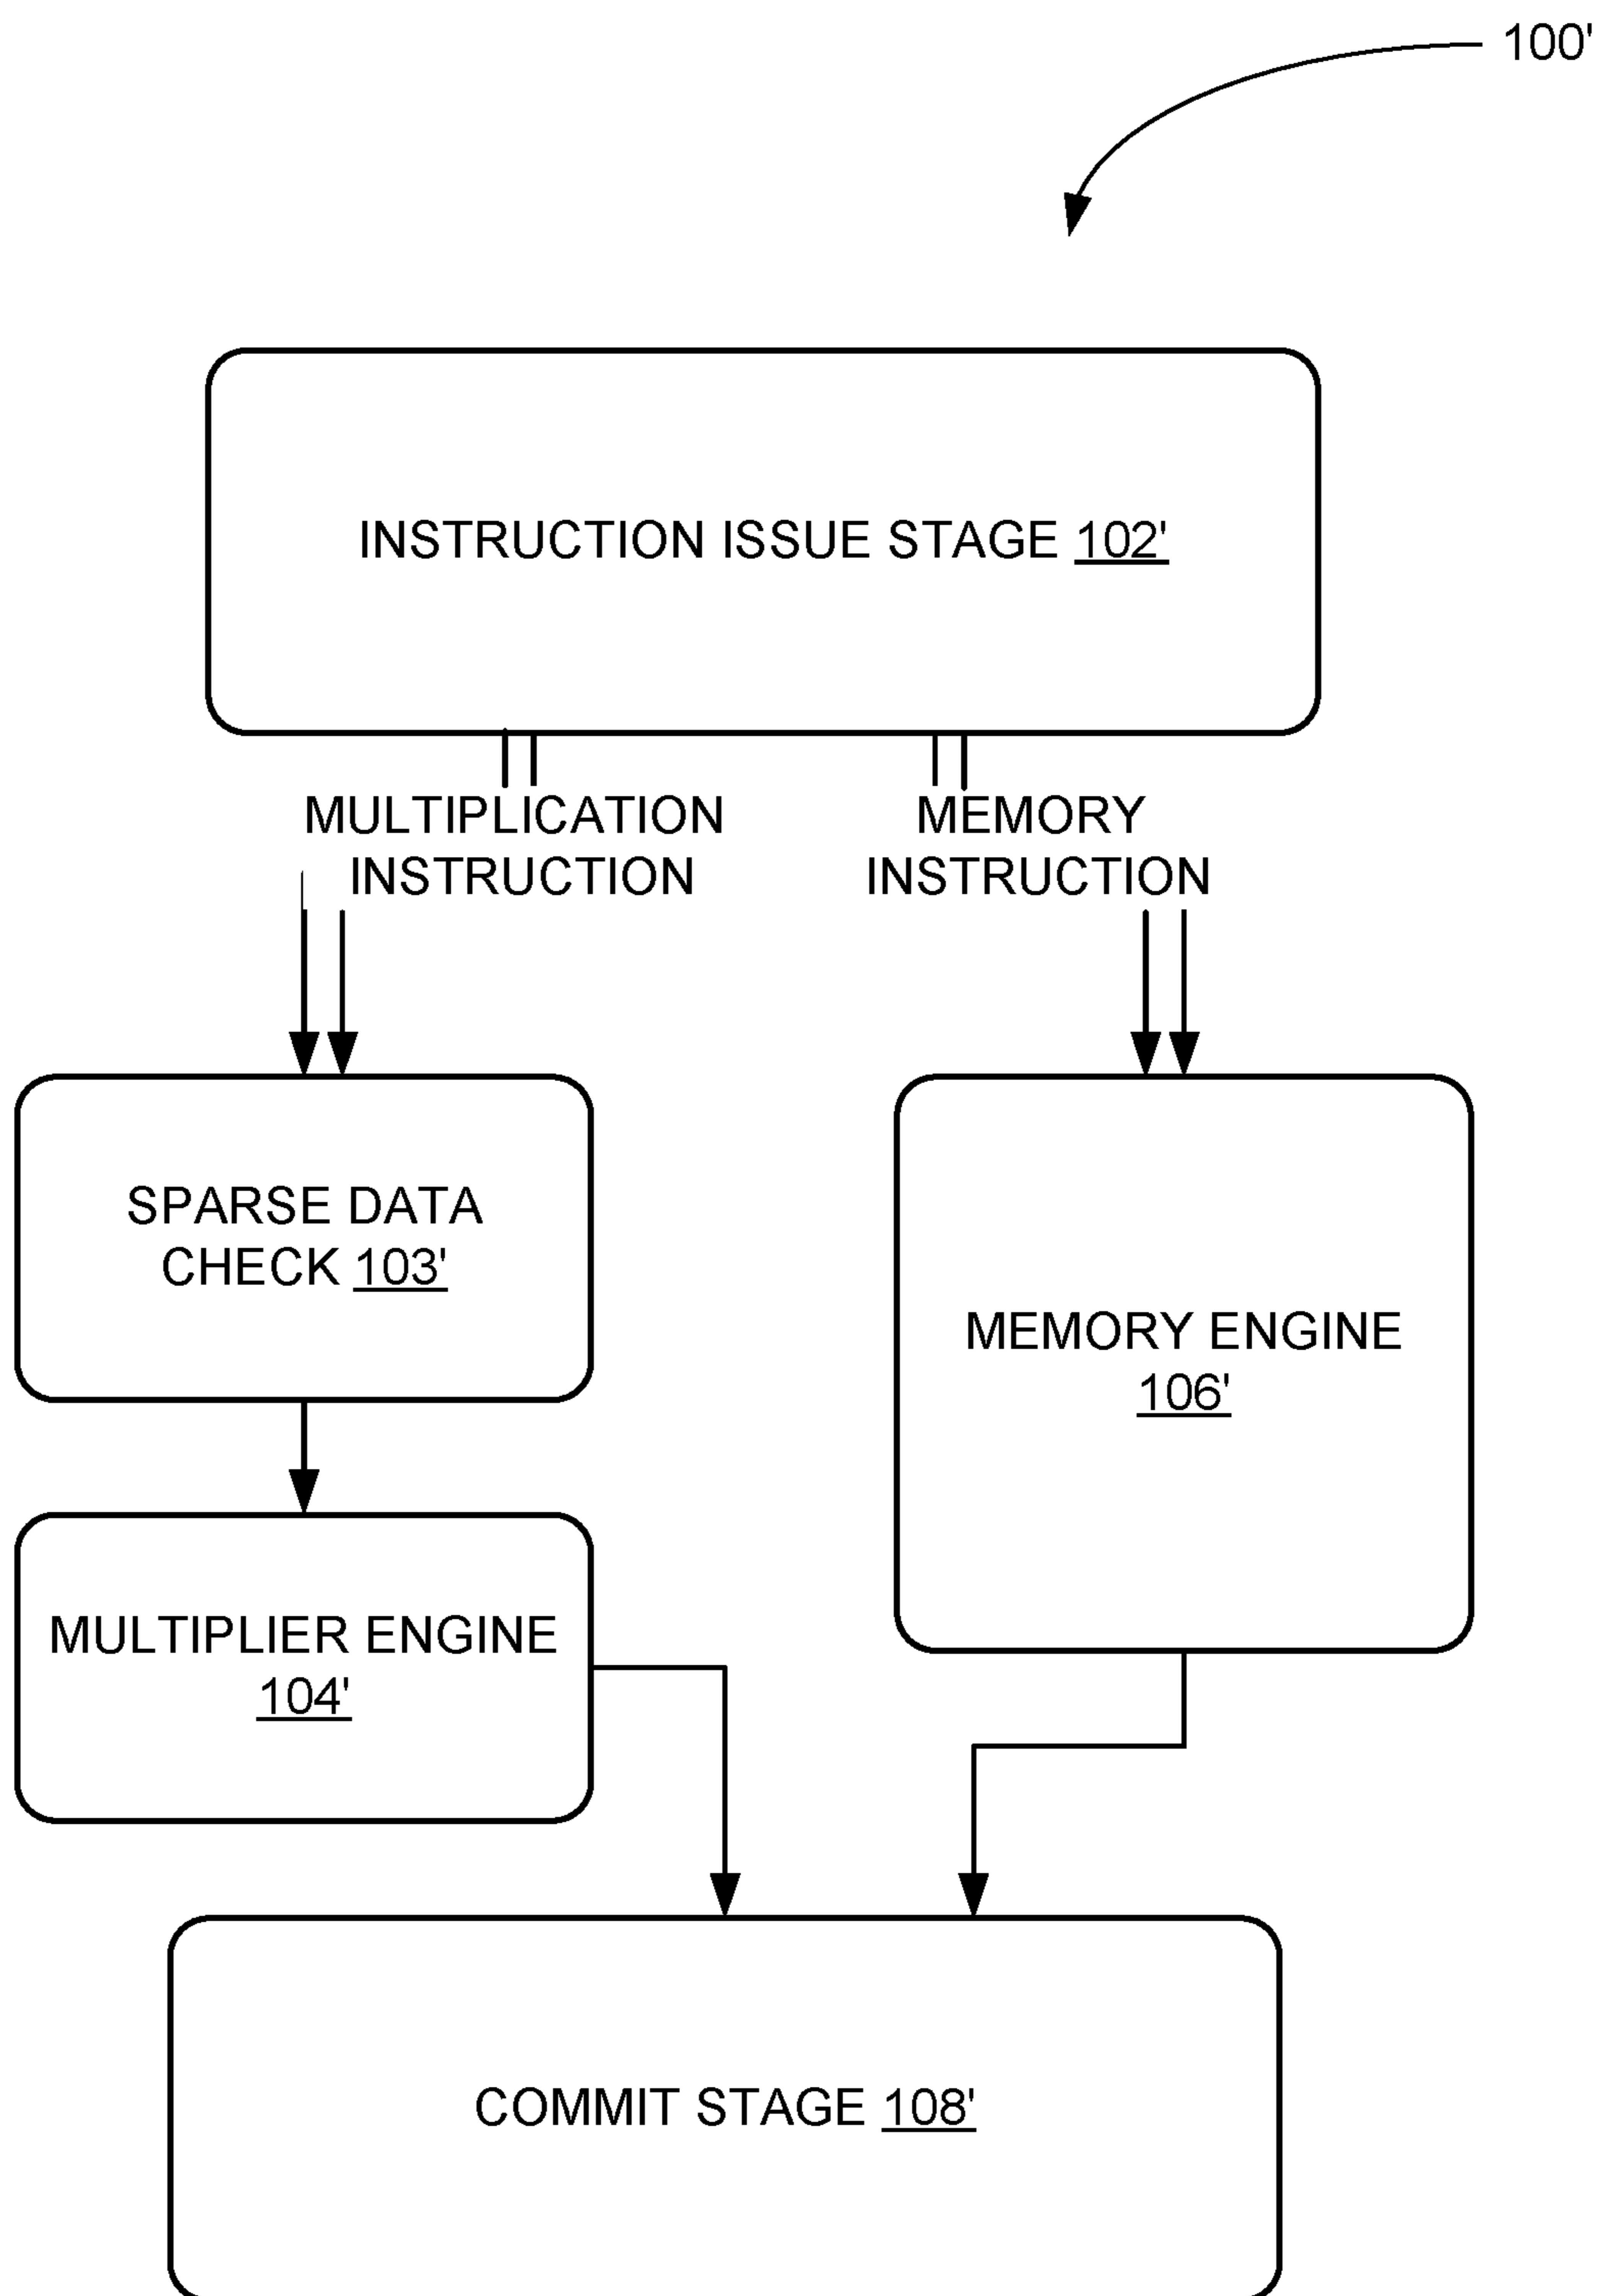 100'
INSTRUCTION ISSUE STAGE 102'
MULTIPLICATION
INSTRUCTION
MEMORY
INSTRUCTION
SPARSE DATA
CHECK 103'
MEMORY ENGINE
106'
MULTIPLIER ENGINE
104'
COMMIT STAGE 108'